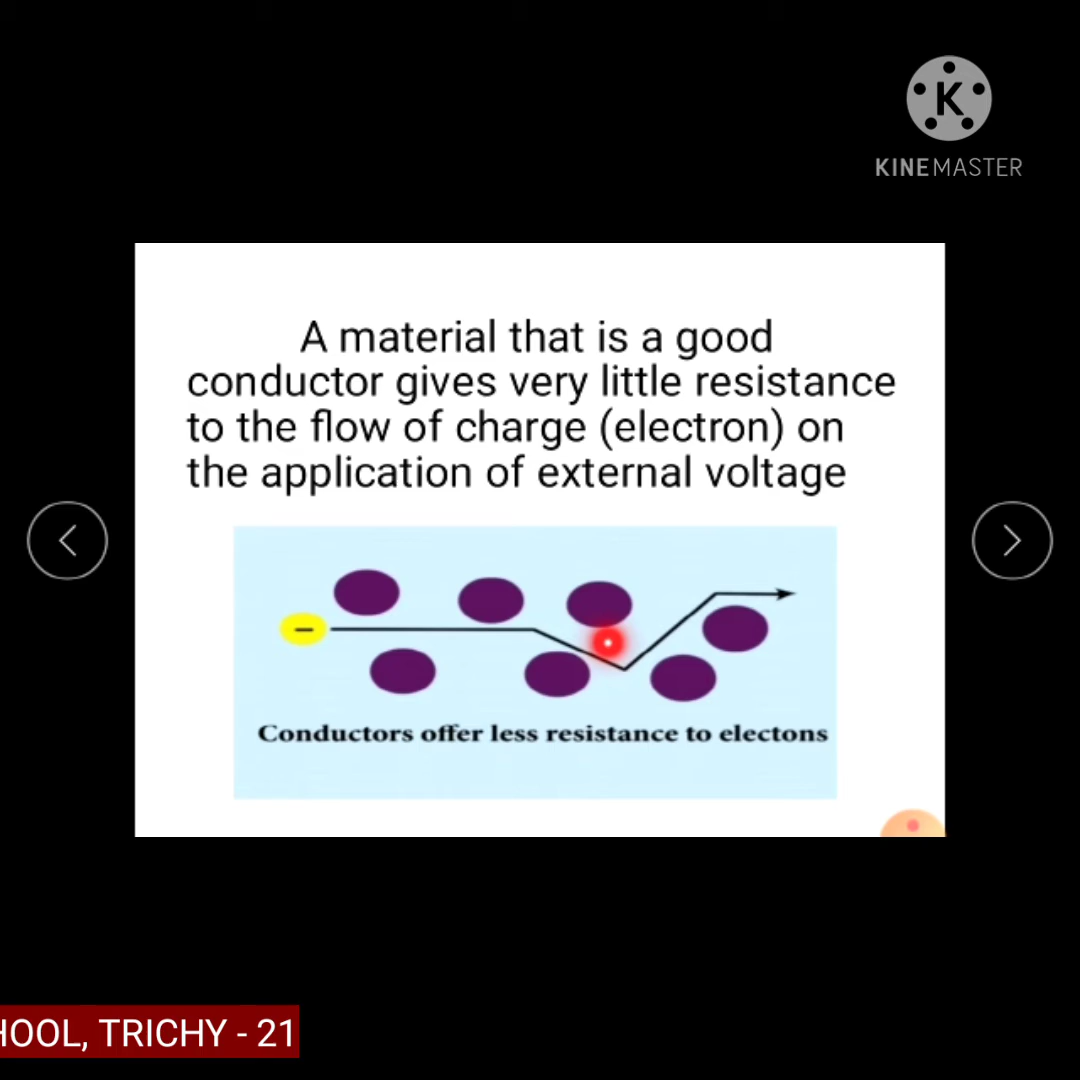 K
KINEMASTER
A material that is a good
conductor gives very little resistance
to the flow of charge (electron) on
the application of external voltage
−
Conductors offer less resistance to electons
HOOL, TRICHY - 21